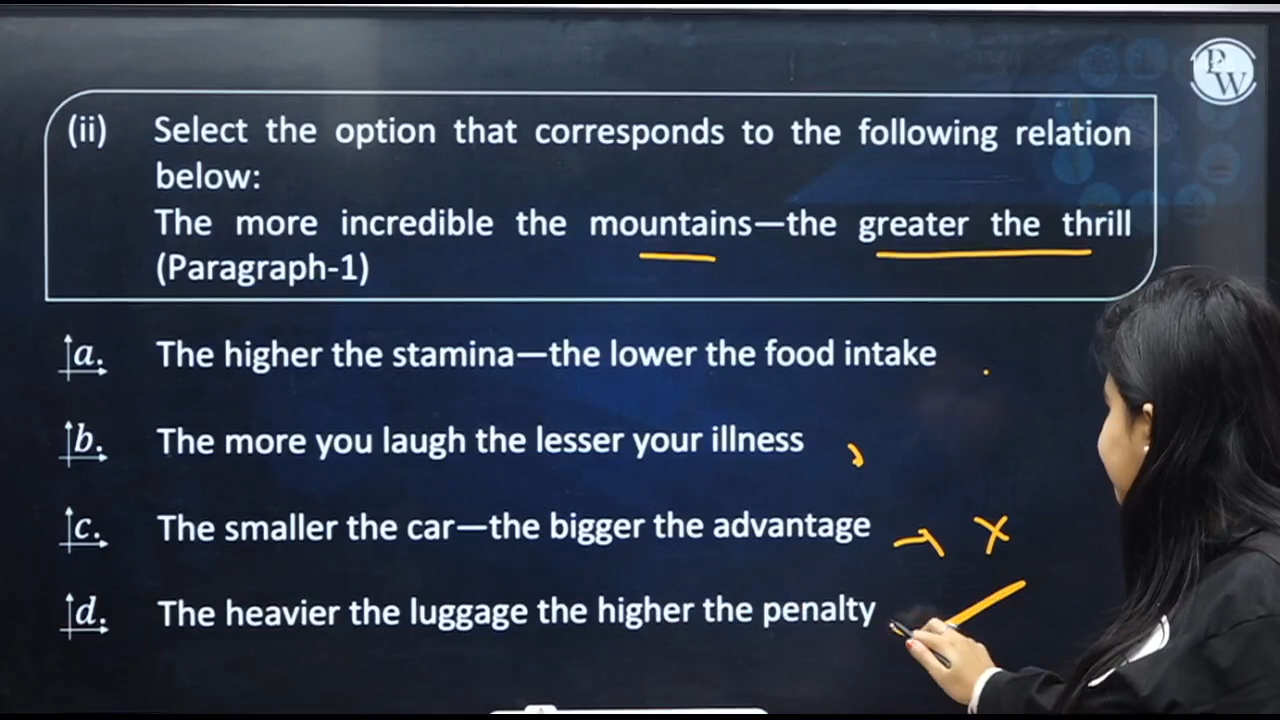 PW
(ii) Select the option that corresponds to the following relation
below:
The more incredible the mountains—the greater the thrill
(Paragraph-1)
a. The higher the stamina—the lower the food intake
b. The more you laugh the lesser your illness
c. The smaller the car—the bigger the advantage
d. The heavier the luggage the higher the penalty